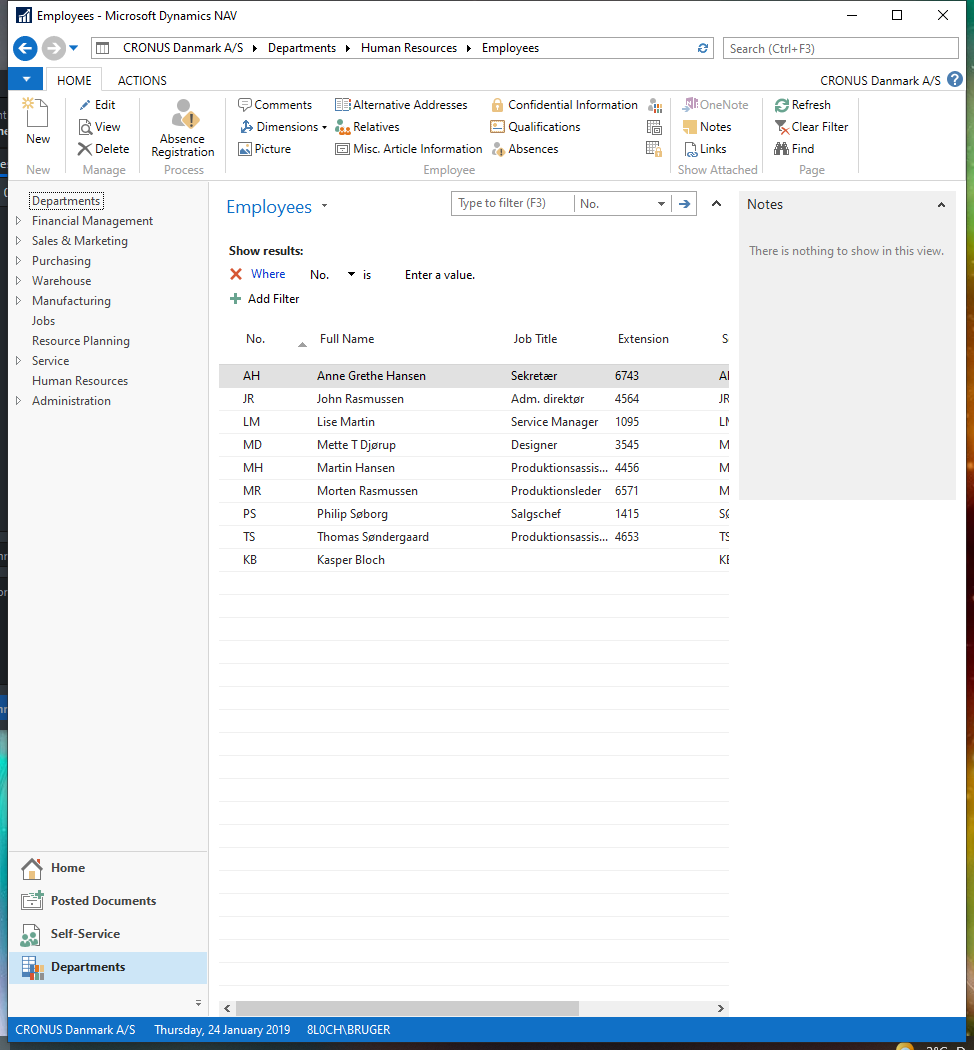 Employees - Microsoft Dynamics NAV
CRONUS Danmark A/S Departments Human Resources Employees
Search (Ctrl+F3)
HOME ACTIONS
CRONUS Danmark A/S
New
New
Edit
View
Delete
Manage
Absence
Registration
Process
Comments
Dimensions
Picture
Alternative Addresses
Relatives
Misc. Article Information
Confidential Information
Qualifications
Absences
Employee
OneNote
Notes
Links
Show Attached
Refresh
Clear Filter
Find
Page
Departments
Financial Management
Sales & Marketing
Purchasing
Warehouse
Manufacturing
Jobs
Resource Planning
Service
Human Resources
Administration
Home
Posted Documents
Self-Service
Departments
Employees
Type to filter (F3) No.
Show results:
Where No. is Enter a value.
Add Filter
No. Full Name Job Title Extension
AH Anne Grethe Hansen Sekretær 6743
JR John Rasmussen Adm. direktør 4564 JR
LM Lise Martin Service Manager 1095
MD Mette T Djørup Designer 3545
MH Martin Hansen Produktionsassis... 4456
MR Morten Rasmussen Produktionsleder 6571
PS Philip Søborg Salgschef 1415
TS Thomas Søndergaard Produktionsassis... 4653 TS
KB Kasper Bloch
Notes
There is nothing to show in this view.
CRONUS Danmark A/S Thursday, 24 January 2019 8L0CH\BRUGER